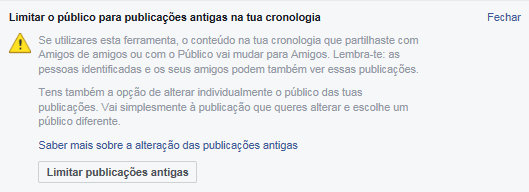 Limitar o público para publicações antigas na tua cronologia Fechar
Se utilizares esta ferramenta, o conteúdo na tua cronologia que partilhaste com
Amigos de amigos ou com o Público vai mudar para Amigos. Lembra-te: as
pessoas identificadas e os seus amigos podem também ver essas publicações.
Tens também a opção de alterar individualmente o público das tuas
publicações. Vai simplesmente à publicação que queres alterar e escolhe um
público diferente.
Saber mais sobre a alteração das publicações antigas
Limitar publicações antigas